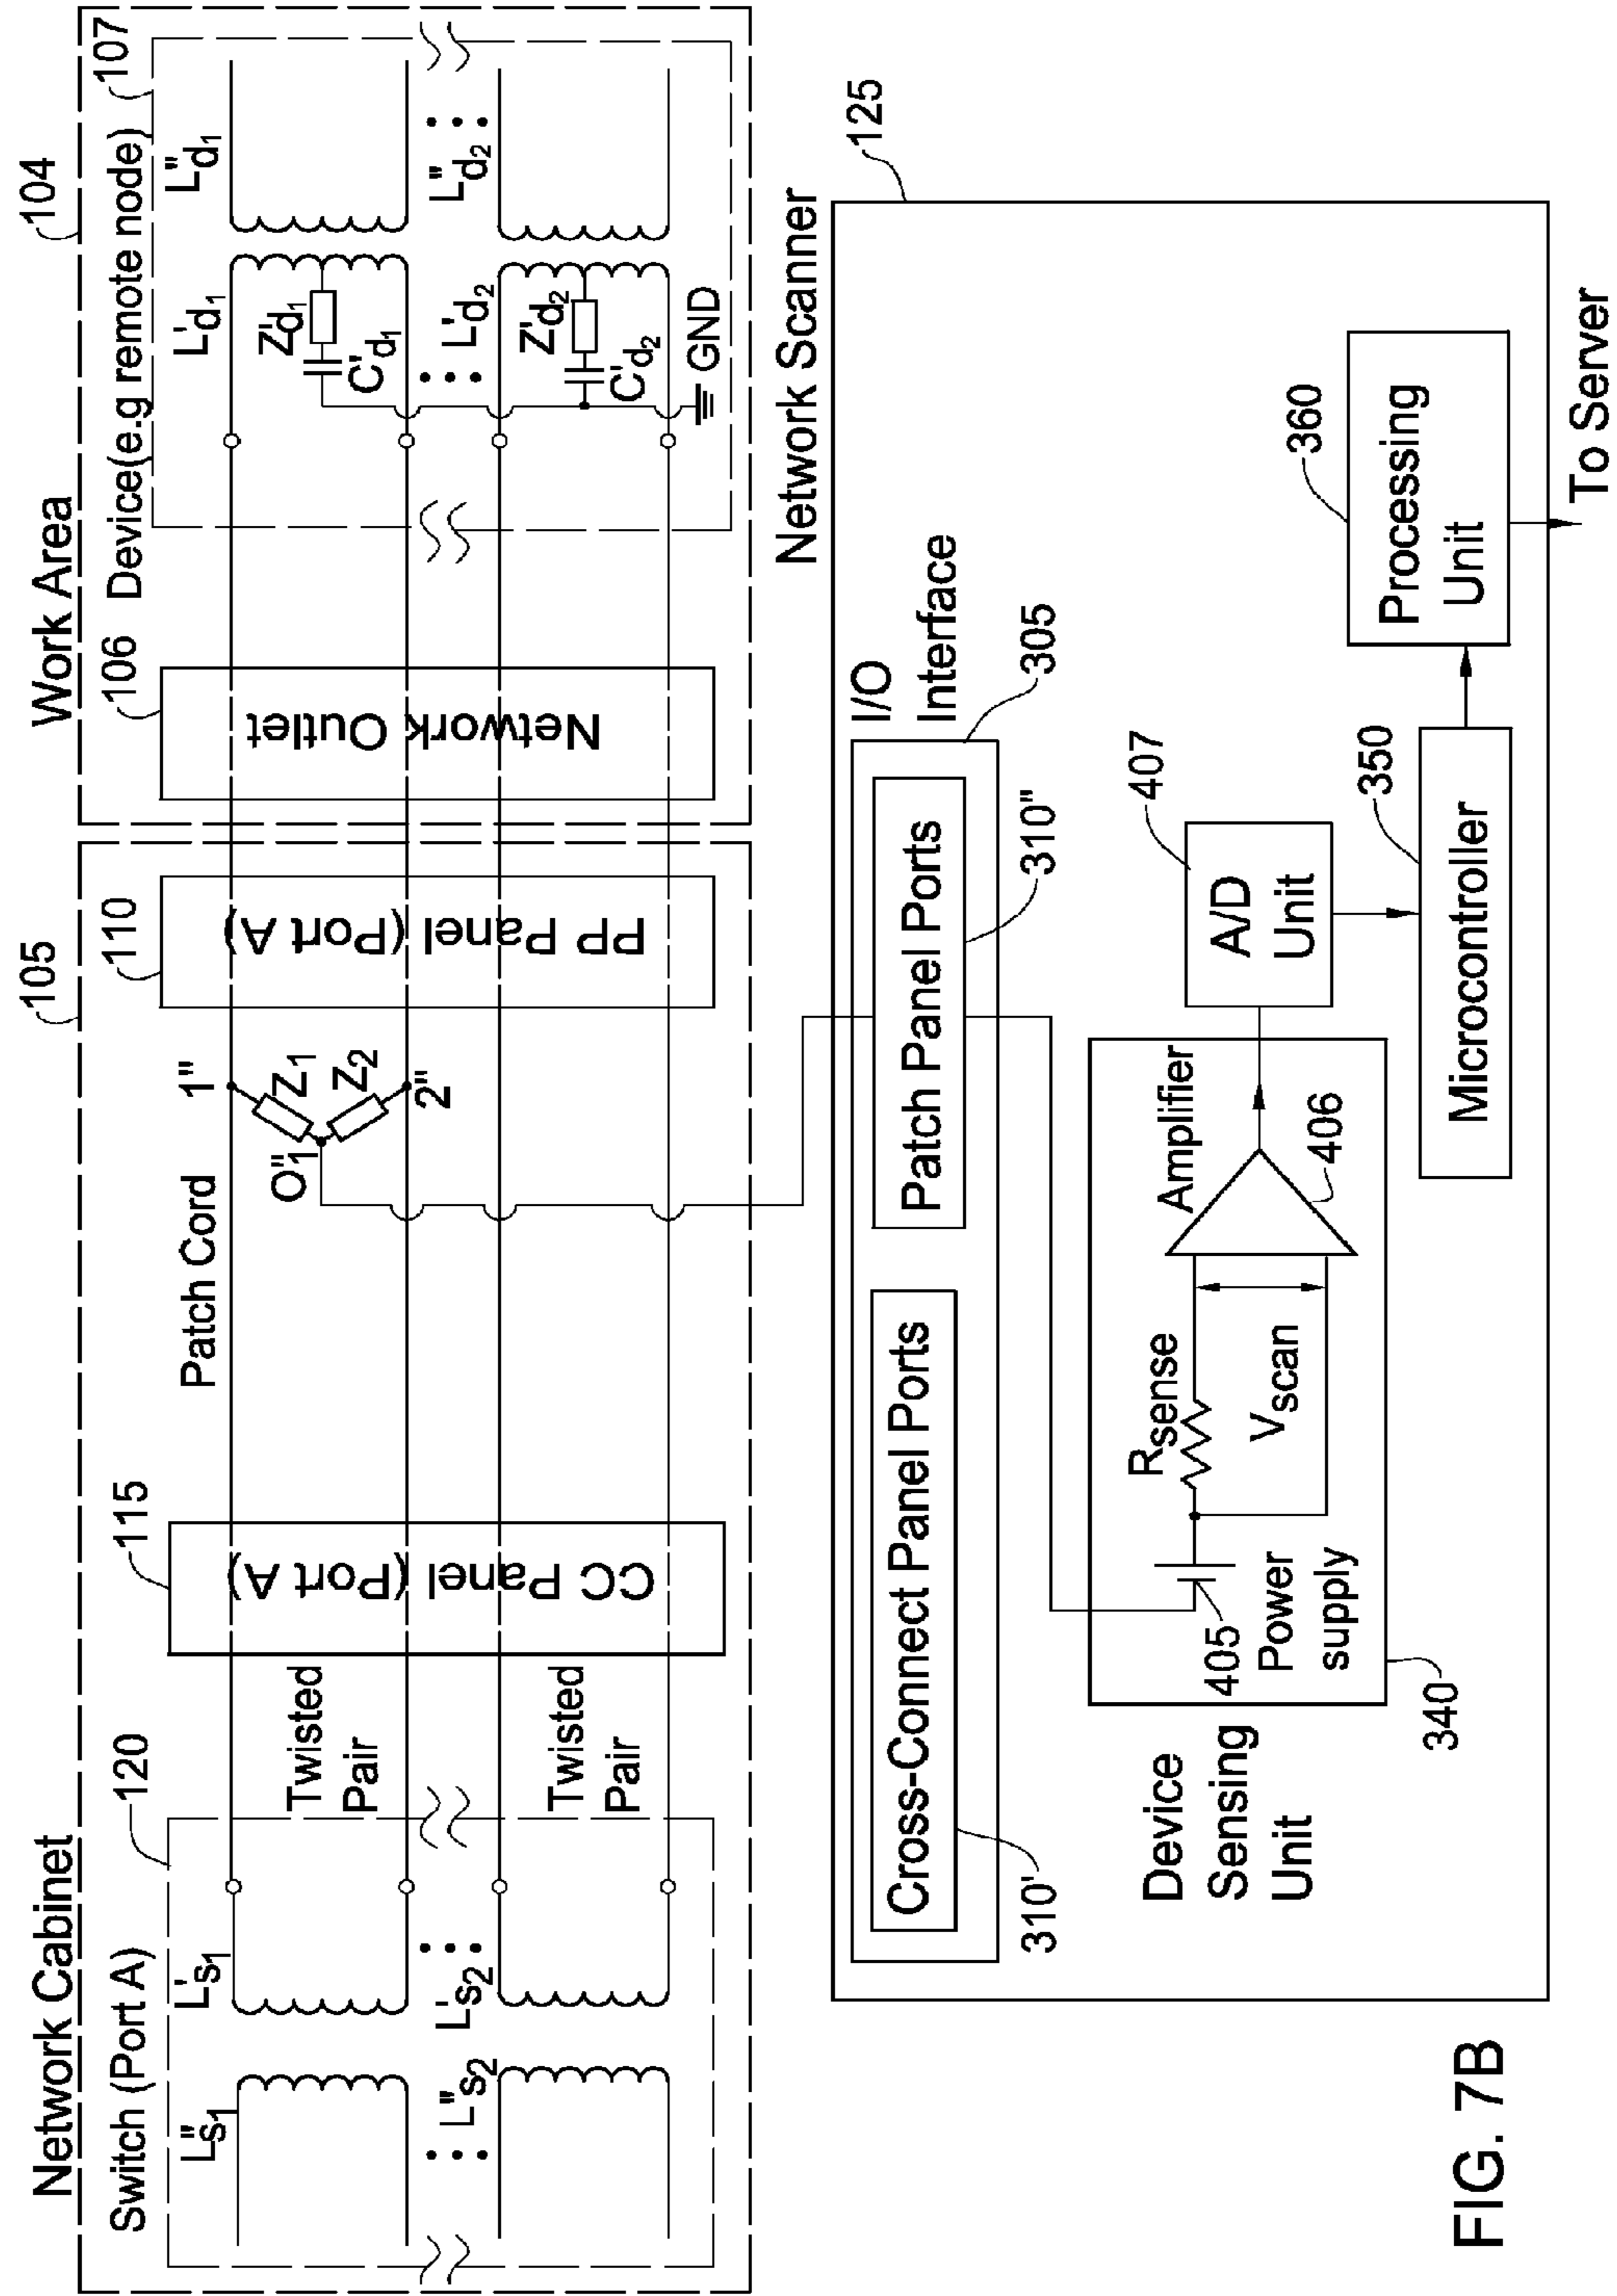 Network Cabinet
105
Work Area
104
Switch (Port A)
120
115
110
106
Device(e.g remote node)
107
L"s1
L's1
Twisted
Pair
CC Panel (Port A)
Patch Cord
1"
Z1
Z2
O"1
2"
PP Panel (Port A)
Network Outlet
L'd1
L"d1
Z'd1
C'd1
L"s2
L's2
Twisted
Pair
L'd2
L"d2
Z'd2
C'd2
GND
Network Scanner
125
I/O
Interface
305
Cross-Connect Panel Ports
310'
Patch Panel Ports
310"
Device
Sensing
Unit
340
Power
supply
405
Rsense
Vscan
Amplifier
406
A/D
Unit
407
Microcontroller
350
Processing
Unit
360
To Server
FIG. 7B